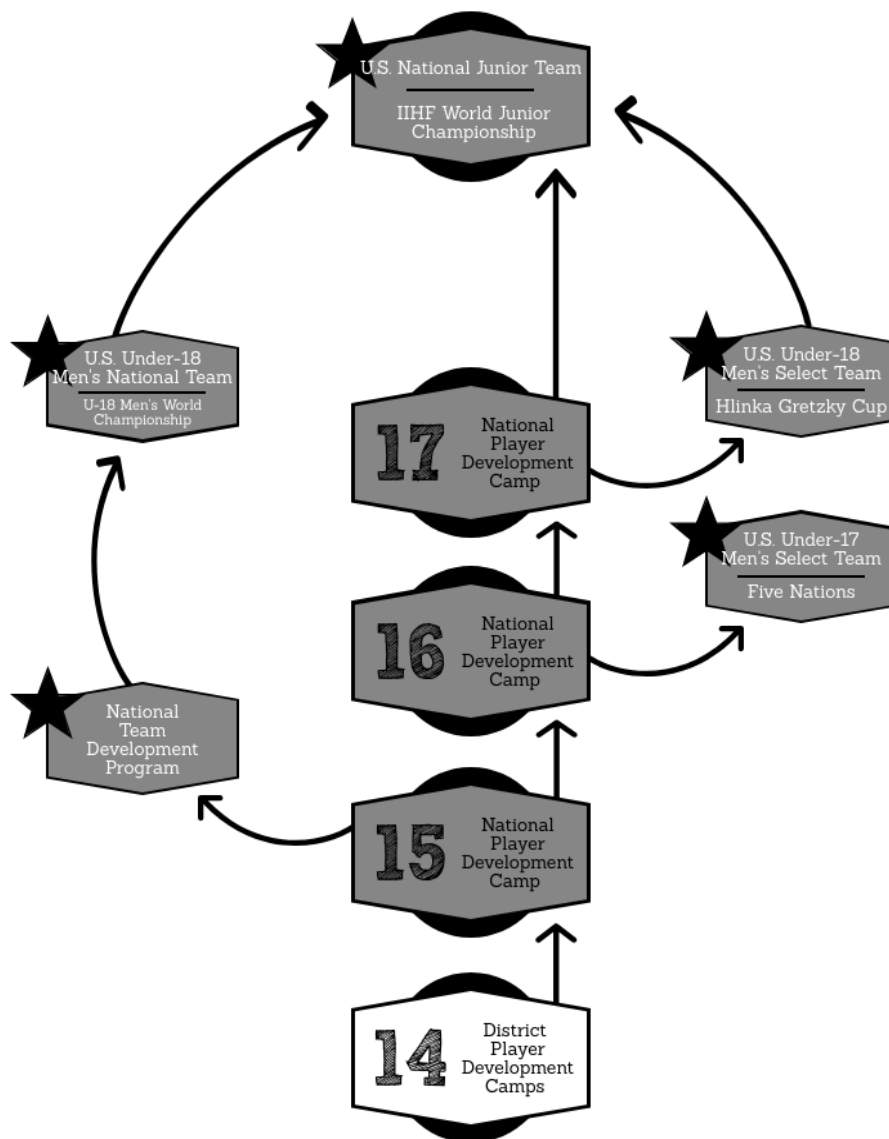 U.S. National Junior Team
IIHF World Junior
Championship
U.S. Under-18
Men's National Team
U-18 Men's World
Championship
U.S. Under-18
Men's Select Team
Hlinka Gretzky Cup
17
National
Player
Development
Camp
U.S. Under-17
Men's Select Team
Five Nations
16
National
Player
Development
Camp
National
Team
Development
Program
15
National
Player
Development
Camp
14
District
Player
Development
Camps